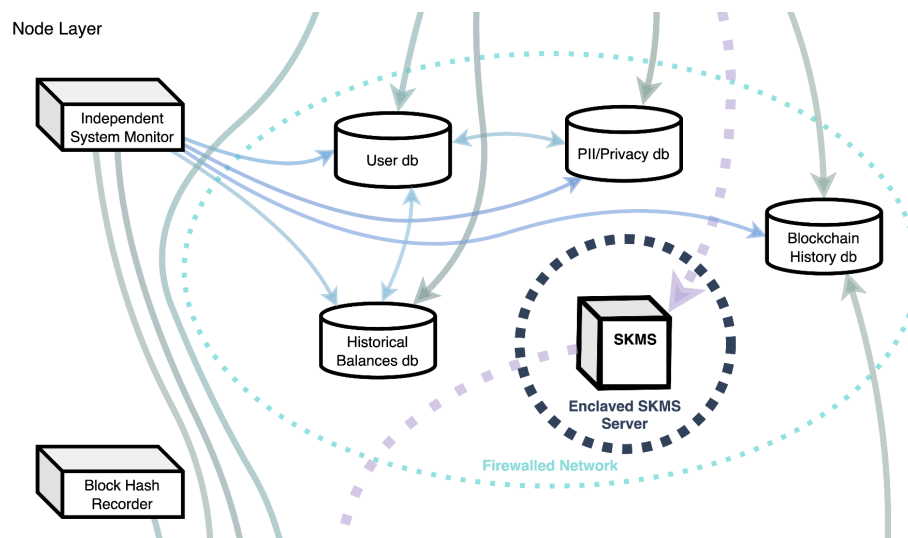 Node Layer
Independent
System Monitor
User db
PII/Privacy db
Blockchain
History db
Historical
Balances db
SKMS
Enclaved SKMS
Server
Firewalled Network
Block Hash
Recorder